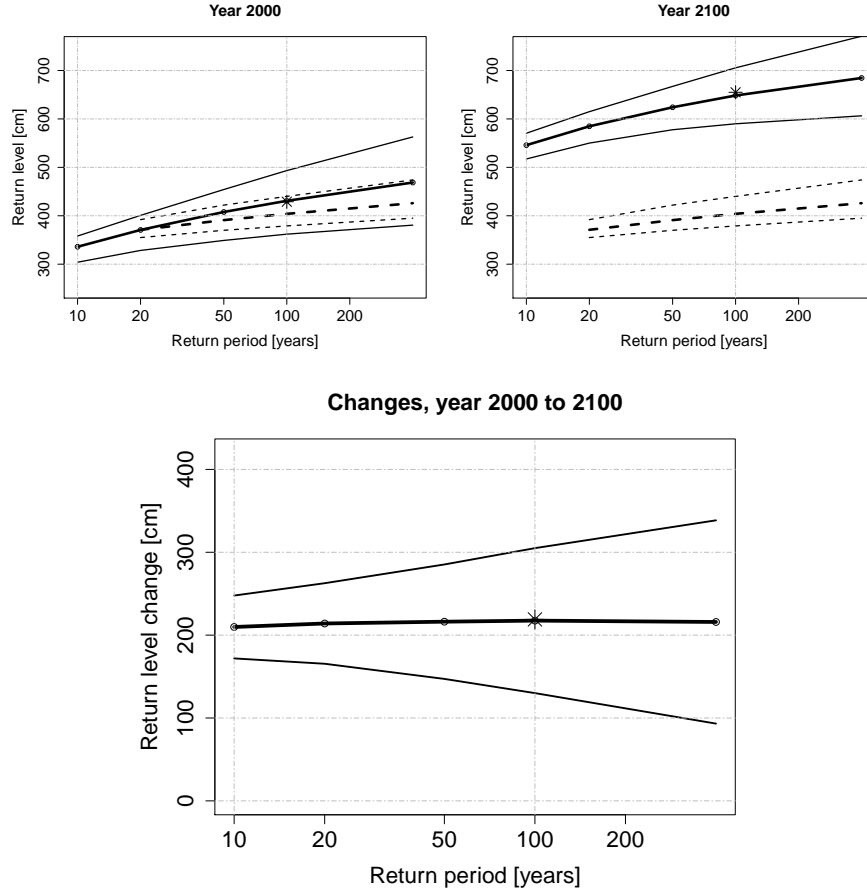 Year 2000
Return level [cm]
700
600
500
400
300
10 20 50 100 200
Return period [years]
Year 2100
Return level [cm]
700
600
500
400
300
10 20 50 100 200
Return period [years]
Changes, year 2000 to 2100
Return level change [cm]
400
300
200
100
0
10 20 50 100 200
Return period [years]